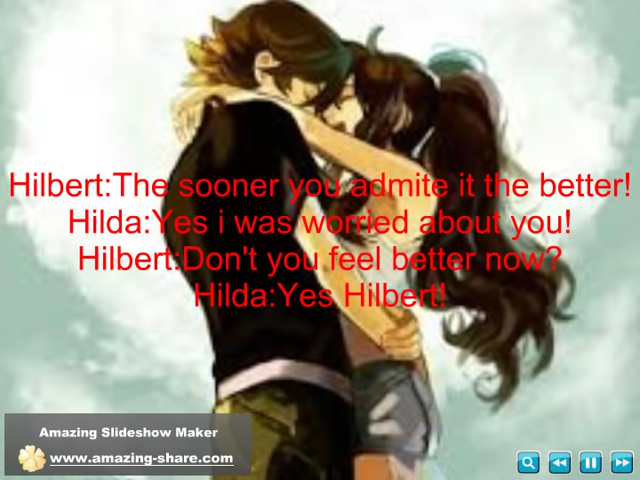 Hilbert:The sooner you admite it the better!
Hilda:Yes i was worried about you!
Hilbert:Don't you feel better now?
Hilda:Yes Hilbert!
Amazing Slideshow Maker
www.amazing-share.com